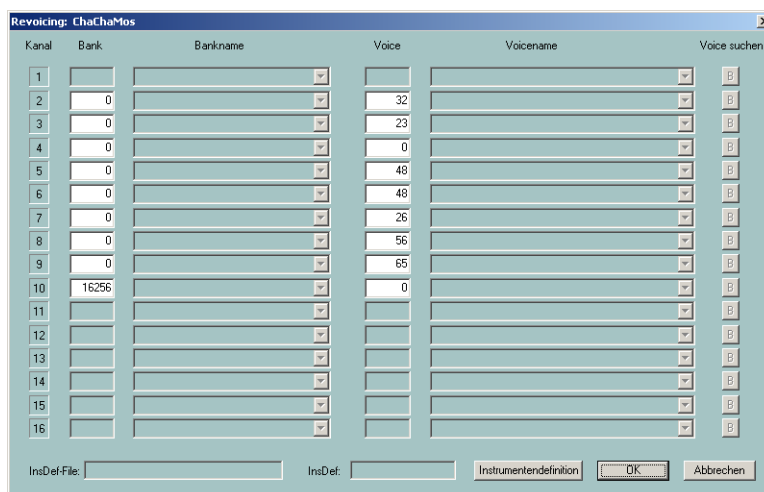 Revoicing: ChaChaMos
Kanal Bank Bankname Voice Voicename Voice suchen
1 B
2 0 32 B
3 0 23 B
4 0 0 B
5 0 48 B
6 0 48 B
7 0 26 B
8 0 56 B
9 0 65 B
10 16256 0 B
11 B
12 B
13 B
14 B
15 B
16 B
InsDef-File: InsDef: Instrumentendefinition OK Abbrechen